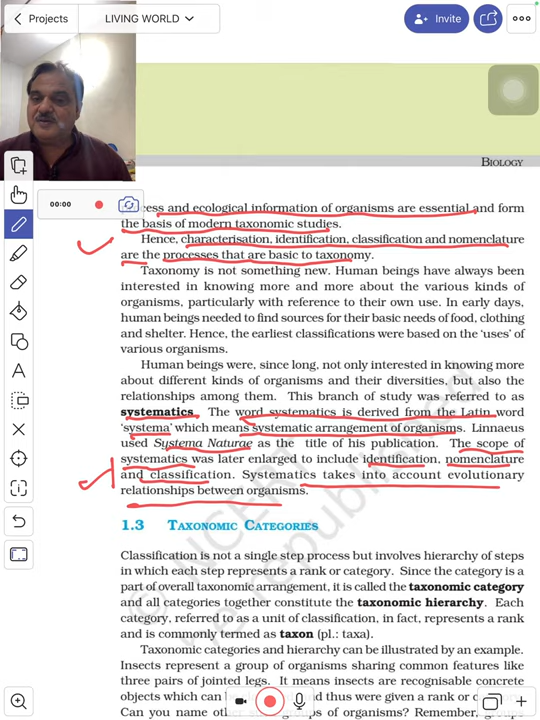 Projects
LIVING WORLD
Invite
BIOLOGY
00:00
and ecological information of organisms are essential and form
the basis of modern taxonomic studies.
Hence, characterisation, identification, classification and nomenclature
are the processes that are basic to taxonomy.
Taxonomy is not something new. Human beings have always been
interested in knowing more and more about the various kinds of
organisms, particularly with reference to their own use. In early days,
human beings needed to find sources for their basic needs of food, clothing
and shelter. Hence, the earliest classifications were based on the ‘uses’ of
various organisms.
Human beings were, since long, not only interested in knowing more
about different kinds of organisms and their diversities, but also the
relationships among them. This branch of study was referred to as
systematics. The word systematics is derived from the Latin word
‘systema’ which means systematic arrangement of organisms. Linnaeus
used Systema Naturae as the title of his publication. The scope of
systematics was later enlarged to include identification, nomenclature
and classification. Systematics takes into account evolutionary
relationships between organisms.
1.3 TAXONOMIC CATEGORIES
Classification is not a single step process but involves hierarchy of steps
in which each step represents a rank or category. Since the category is a
part of overall taxonomic arrangement, it is called the taxonomic category
and all categories together constitute the taxonomic hierarchy. Each
category, referred to as a unit of classification, in fact, represents a rank
and is commonly termed as taxon (pl.: taxa).
Taxonomic categories and hierarchy can be illustrated by an example.
Insects represent a group of organisms sharing common features like
three pairs of jointed legs. It means insects are recognisable concrete
objects which can thus were given a rank or
Can you name other of organisms? Remember,